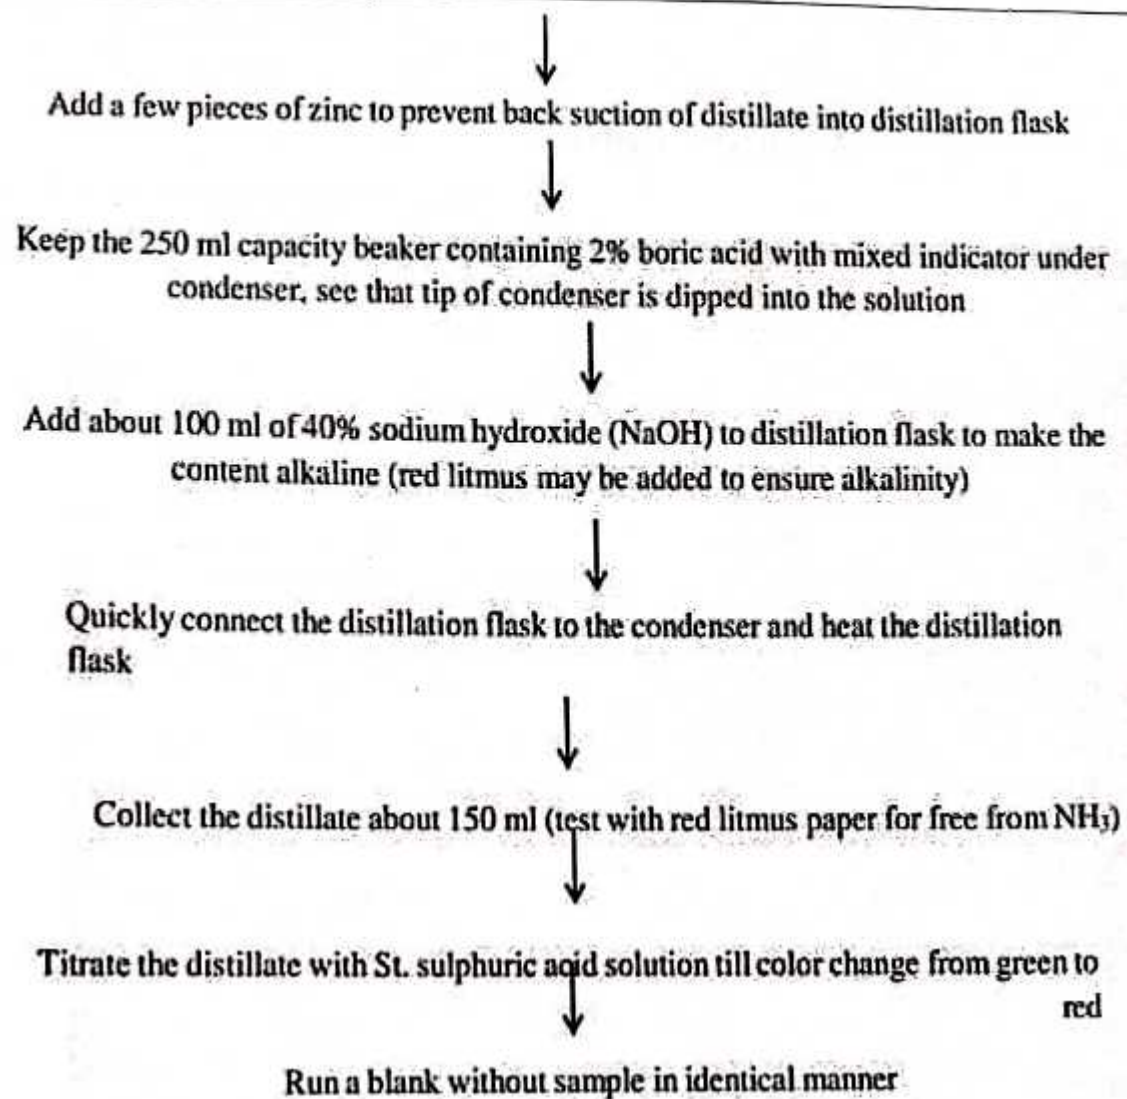 Add a few pieces of zinc to prevent back suction of distillate into distillation flask
Keep the 250 ml capacity beaker containing 2% boric acid with mixed indicator under
condenser, see that tip of condenser is dipped into the solution
Add about 100 ml of 40% sodium hydroxide (NaOH) to distillation flask to make the
content alkaline (red litmus may be added to ensure alkalinity)
Quickly connect the distillation flask to the condenser and heat the distillation
flask
Collect the distillate about 150 ml (test with red litmus paper for free from NH₃)
Titrate the distillate with St. sulphuric acid solution till color change from green to
red
Run a blank without sample in identical manner